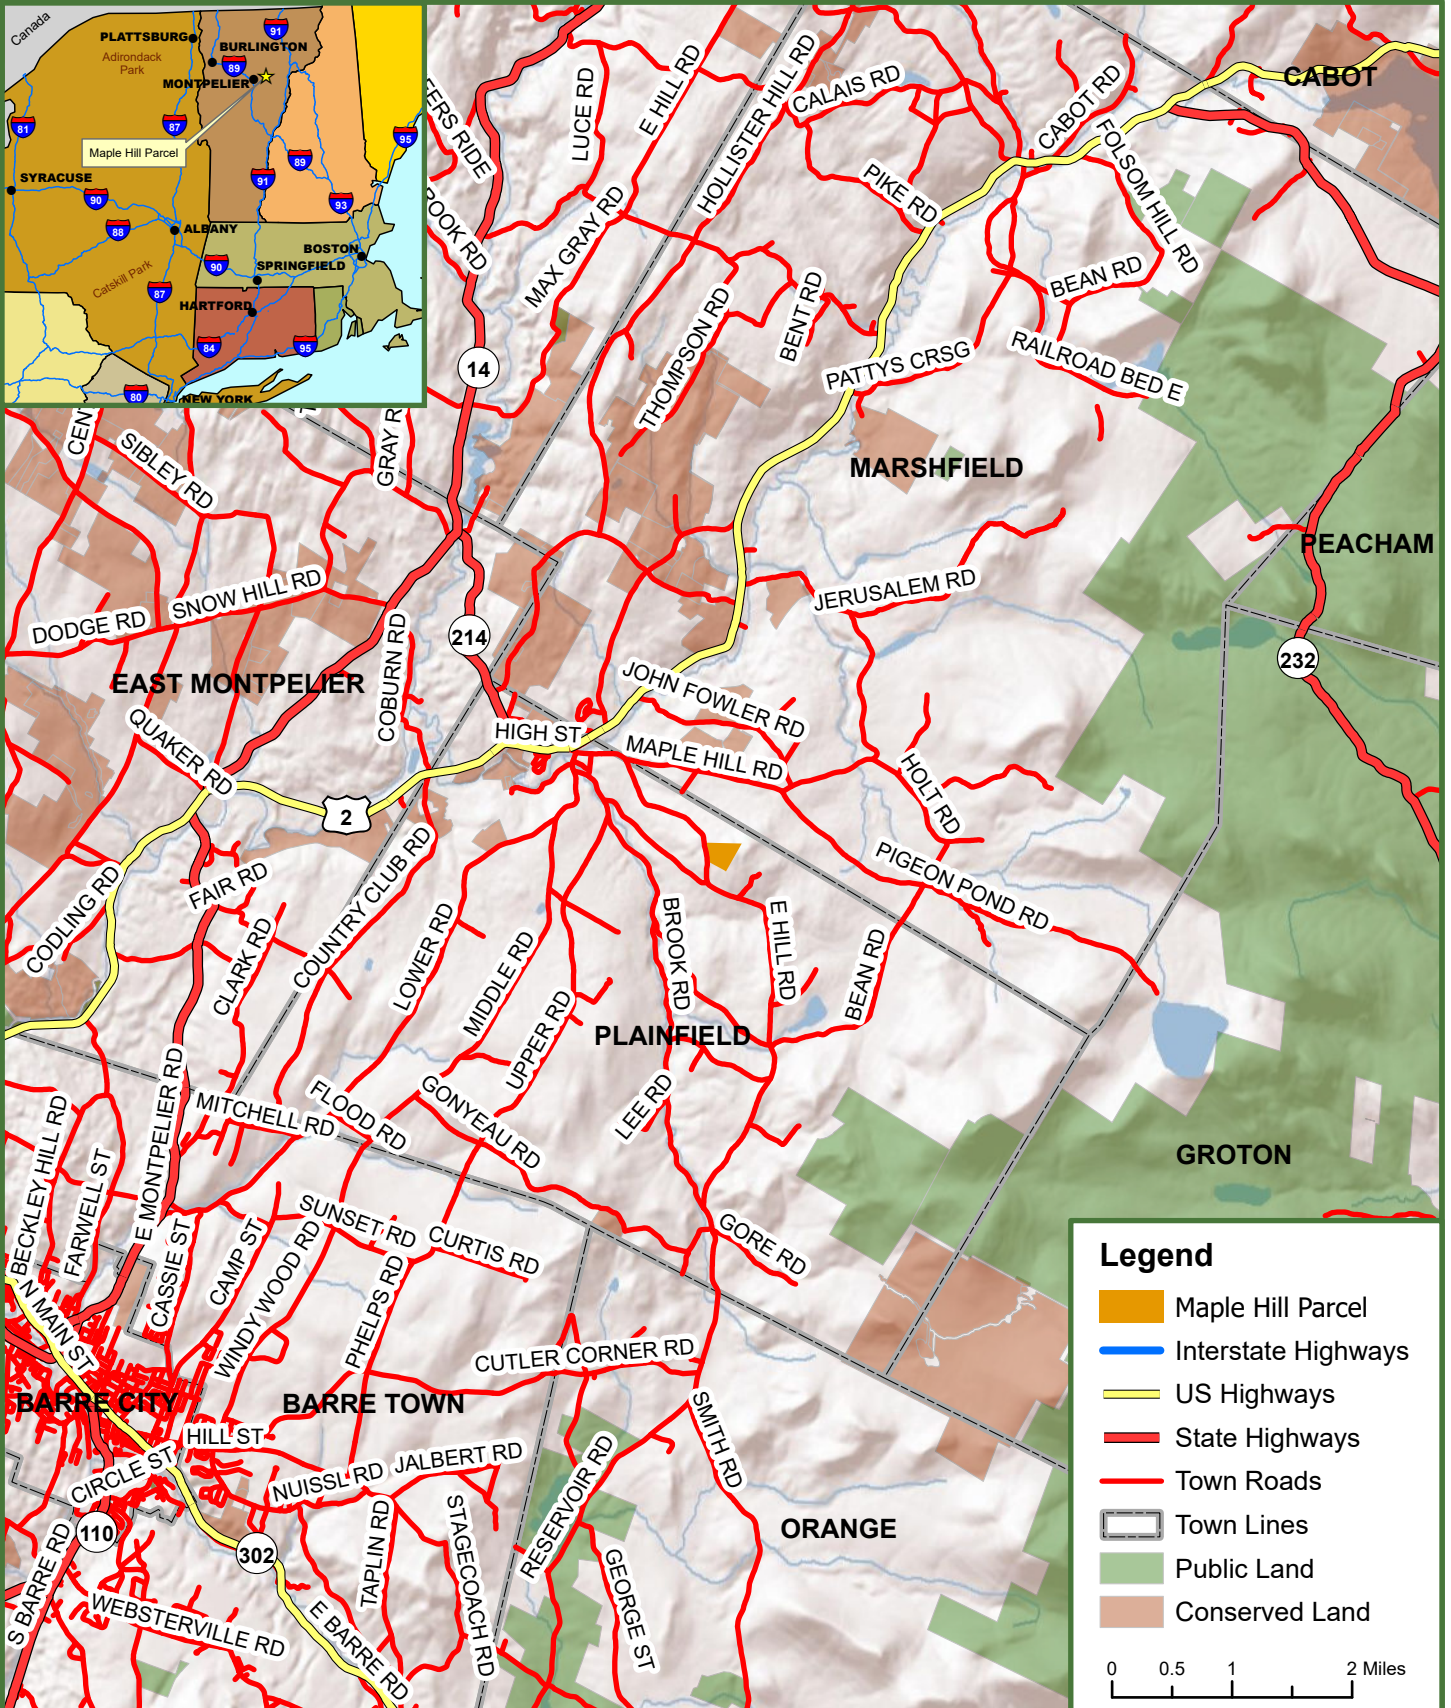 Canada
PLATTSBURG
Adirondack
Park
BURLINGTON
MONTPELIER
91
89
81
87
95
Maple Hill Parcel
89
91
93
SYRACUSE
90
88
ALBANY
BOSTON
90
SPRINGFIELD
Catskill Park
87
HARTFORD
84
95
80
NEW YORK
LUCE RD
E HILL RD
HOLLISTER HILL RD
CALAIS RD
CABOT RD
CABOT
FOLSOM HILL RD
PIKE RD
MAX GRAY RD
BEAN RD
THOMPSON RD
BENT RD
PATTYS CRSG
RAILROAD BED E
14
SIBLEY RD
MARSHFIELD
PEACHAM
JERUSALEM RD
SNOW HILL RD
DODGE RD
214
232
COBURN RD
EAST MONTPELIER
JOHN FOWLER RD
QUAKER RD
HIGH ST
MAPLE HILL RD
HOLT RD
2
FAIR RD
COUNTRY CLUB RD
PIGEON POND RD
CODLING RD
CLARK RD
LOWER RD
MIDDLE RD
UPPER RD
BROOK RD
E HILL RD
BEAN RD
PLAINFIELD
E MONTPELIER RD
MITCHELL RD
FLOOD RD
GONYEAU RD
LEE RD
BECKLEY HILL RD
FARWELL ST
GROTON
CASSIE ST
CAMP ST
SUNSET RD
WINDY WOOD RD
CURTIS RD
PHELPS RD
GORE RD
N MAIN ST
CUTLER CORNER RD
BARRE CITY
BARRE TOWN
SMITH RD
HILL ST
CIRCLE ST
NUISSL RD
JALBERT RD
RESERVOIR RD
TAPLIN RD
STAGECOACH RD
ORANGE
110
302
S BARRE RD
GEORGE ST
WEBSTERVILLE RD
E BARRE RD
Legend
Maple Hill Parcel
Interstate Highways
US Highways
State Highways
Town Roads
Town Lines
Public Land
Conserved Land
0 0.5 1 2 Miles